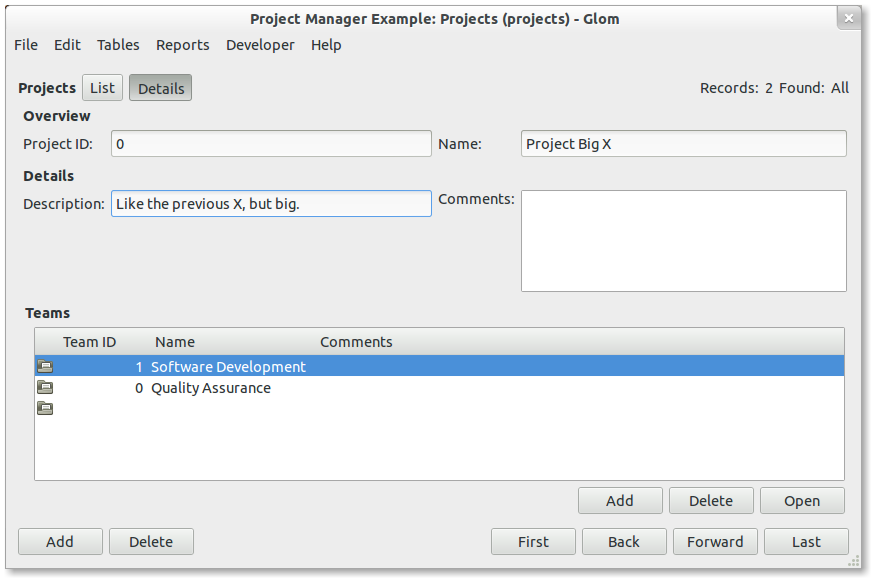 Project Manager Example: Projects (projects) - Glom
File Edit Tables Reports Developer Help
Projects List Details Records: 2 Found: All
Overview
Project ID: 0 Name: Project Big X
Details
Description: Like the previous X, but big. Comments:
Teams
Team ID Name Comments
1 Software Development
0 Quality Assurance
Add Delete Open
Add Delete First Back Forward Last